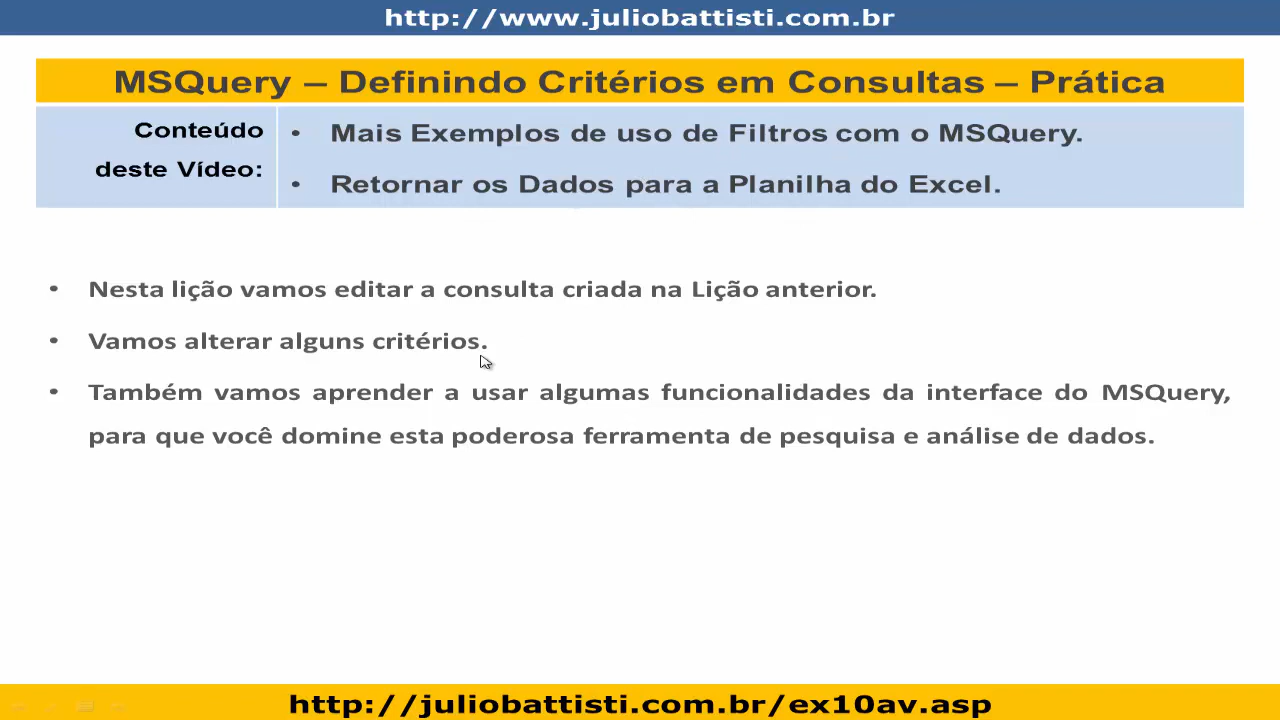 http://www.juliobattisti.com.br
MSQuery – Definindo Critérios em Consultas – Prática
Conteúdo
deste Vídeo:
• Mais Exemplos de uso de Filtros com o MSQuery.
• Retornar os Dados para a Planilha do Excel.
• Nesta lição vamos editar a consulta criada na Lição anterior.
• Vamos alterar alguns critérios.
• Também vamos aprender a usar algumas funcionalidades da interface do MSQuery,
para que você domine esta poderosa ferramenta de pesquisa e análise de dados.
http://juliobattisti.com.br/ex10av.asp